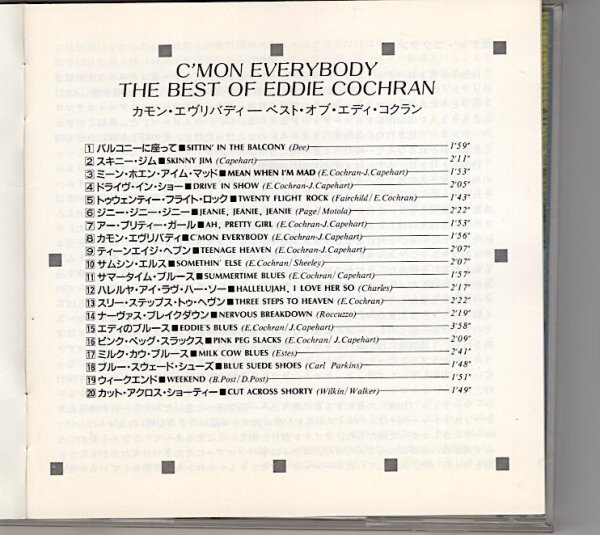 C'MON EVERYBODY
THE BEST OF EDDIE COCHRAN
カモン・エヴリバディ ー ベスト・オブ・エディ・コクラン
1 バルコニーに座って■SITTIN' IN THE BALCONY (Dee) 1'59"
2 スキニー・ジム■SKINNY JIM (Capehart) 2'11"
3 ミーン・ホエン・アイム・マッド■MEAN WHEN I'M MAD (E.Cochran-J.Capehart) 1'53"
4 ドライヴ・イン・ショー■DRIVE IN SHOW (E.Cochran-J.Capehart) 2'05"
5 トゥウェンティー・フライト・ロック■TWENTY FLIGHT ROCK (Fairchild/E.Cochran) 1'43"
6 ジニー・ジニー・ジニー■JEANIE, JEANIE, JEANIE (Page/Motola) 2'22"
7 アー・プリティー・ガール■AH, PRETTY GIRL (E.Cochran-J.Capehart) 1'53"
8 カモン・エヴリバディ■C'MON EVERYBODY (E.Cochran-J.Capehart) 1'56"
9 ティーンエイジ・ヘブン■TEENAGE HEAVEN (E.Cochran-J.Capehart) 2'07"
10 サムシン・エルス■SOMETHIN' ELSE (E.Cochran/Sheeley) 2'07"
11 サマータイム・ブルース■SUMMERTIME BLUES (E.Cochran/Capehart) 1'57"
12 ハレルヤ・アイ・ラヴ・ハー・ソー■HALLELUJAH, I LOVE HER SO (Charles) 2'17"
13 スリー・ステップス・トゥ・ヘヴン■THREE STEPS TO HEAVEN (E.Cochran) 2'22"
14 ナーヴァス・ブレイクダウン■NERVOUS BREAKDOWN (Roccuzzo) 2'19"
15 エディのブルース■EDDIE'S BLUES (E.Cochran/J.Capehart) 3'58"
16 ピンク・ペッグ・スラックス■PINK PEG SLACKS (E.Cochran/J.Capehart) 2'09"
17 ミルク・カウ・ブルース■MILK COW BLUES (Estes) 2'41"
18 ブルー・スウェード・シューズ■BLUE SUEDE SHOES (Carl Parkins) 1'48"
19 ウィークエンド■WEEKEND (B.Post/D.Post) 1'51"
20 カット・アクロス・ショーティー■CUT ACROSS SHORTY (Wilkin/Walker) 1'49"